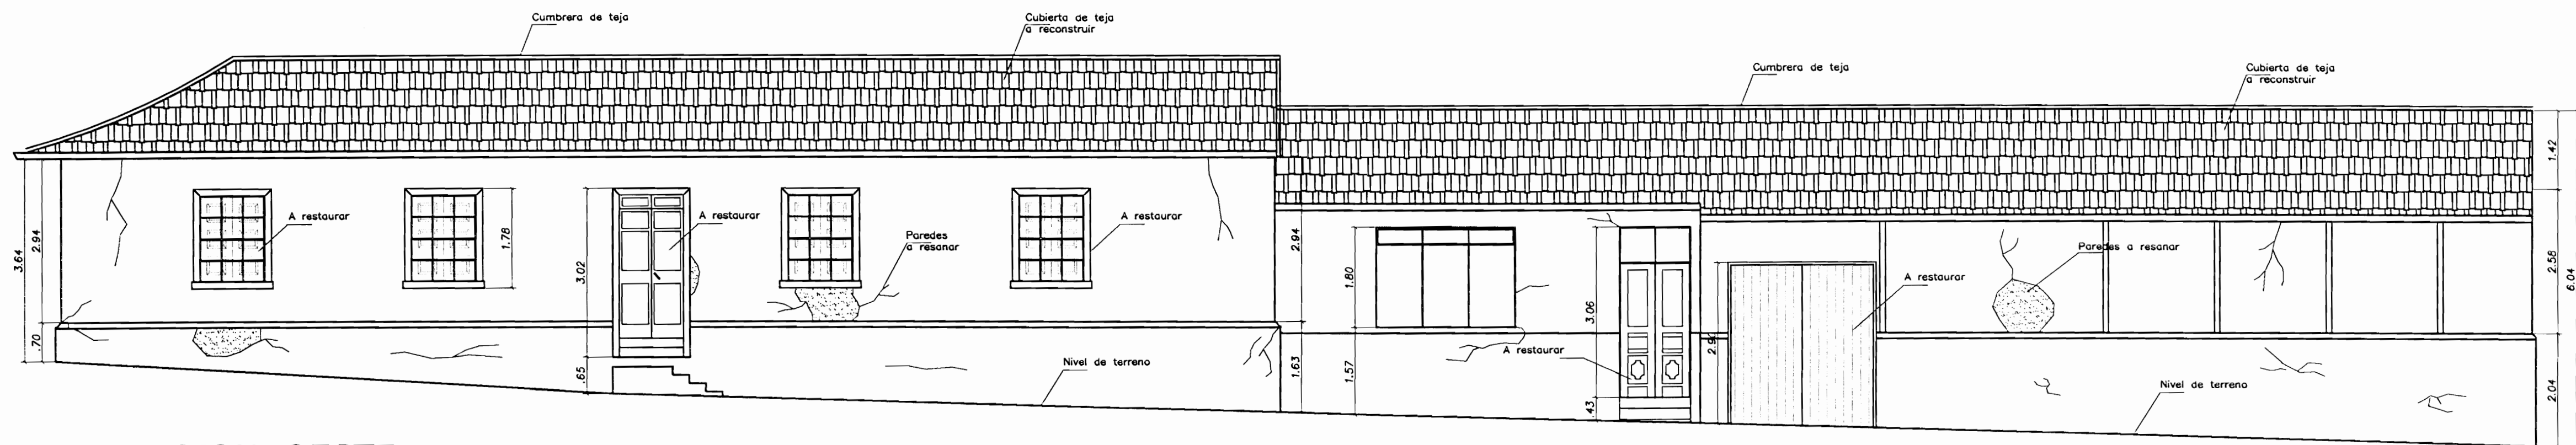 Cumbrera de teja
Cubierta de teja
a reconstruir
Cumbrera de teja
Cubierta de teja
a reconstruir
A restaurar
A restaurar
Paredes
a resanar
A restaurar
Paredes a resanar
A restaurar
A restaurar
Nivel de terreno
Nivel de terreno
3.64
2.94
.70
1.78
3.02
.65
2.94
1.63
1.80
1.57
3.06
.43
1.42
2.58
2.04
6.04